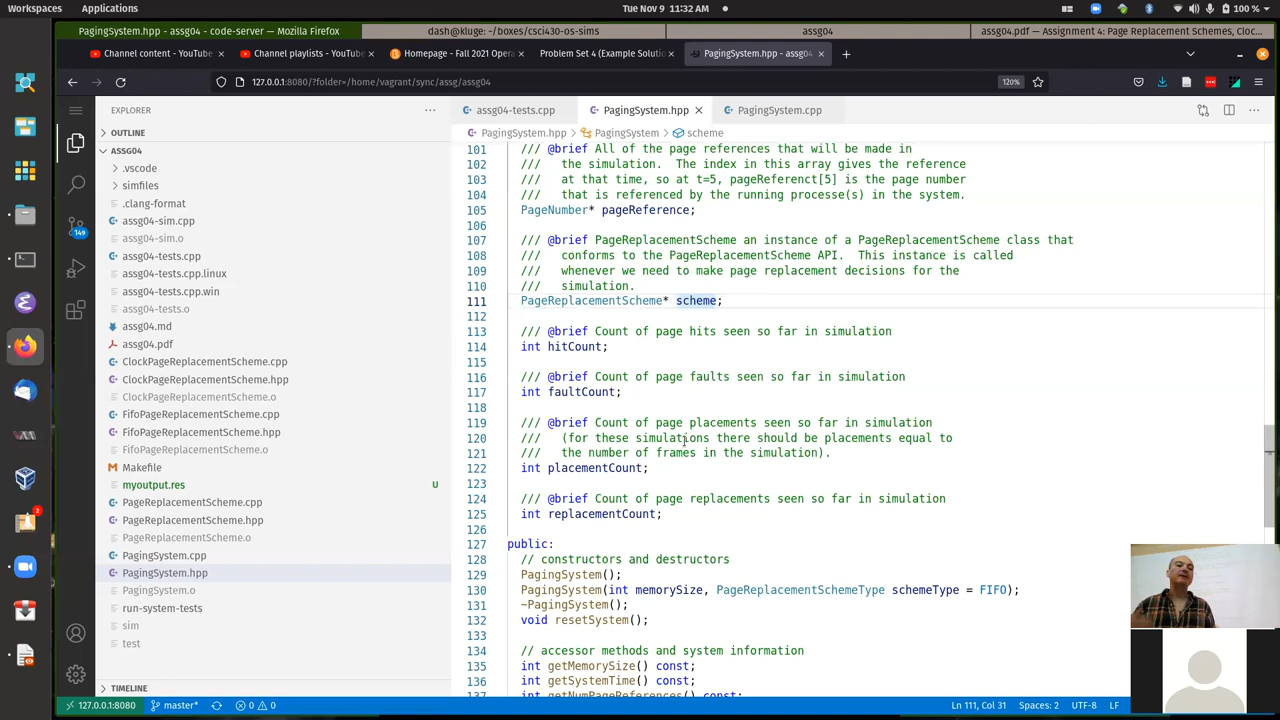 Workspaces
Applications
Tue Nov 9 11:32 AM
100 %
PagingSystem.hpp - assg04 - code-server — Mozilla Firefox
dash@kluge: ~/boxes/csci430-os-sims
assg04
assg04.pdf — Assignment 4: Page Replacement Schemes, Cloc…
Channel content - YouTube
Channel playlists - YouTube
Homepage - Fall 2021 Opera
Problem Set 4 (Example Solutio
PagingSystem.hpp - assg04
127.0.0.1:8080/?folder=/home/vagrant/sync/assg/assg04
120%
EXPLORER
assg04-tests.cpp
PagingSystem.hpp
PagingSystem.cpp
OUTLINE
PagingSystem.hpp > PagingSystem > scheme
ASSG04
.vscode
simfiles
.clang-format
assg04-sim.cpp
assg04-sim.o
assg04-tests.cpp
assg04-tests.cpp.linux
assg04-tests.cpp.win
assg04-tests.o
assg04.md
assg04.pdf
ClockPageReplacementScheme.cpp
ClockPageReplacementScheme.hpp
ClockPageReplacementScheme.o
FifoPageReplacementScheme.cpp
FifoPageReplacementScheme.hpp
FifoPageReplacementScheme.o
Makefile
myoutput.res U
PageReplacementScheme.cpp
PageReplacementScheme.hpp
PageReplacementScheme.o
PagingSystem.cpp
PagingSystem.hpp
PagingSystem.o
run-system-tests
sim
test
TIMELINE
149
2
101 /// @brief All of the page references that will be made in
102 /// the simulation. The index in this array gives the reference
103 /// at that time, so at t=5, pageReferenct[5] is the page number
104 /// that is referenced by the running processe(s) in the system.
105 PageNumber* pageReference;
106
107 /// @brief PageReplacementScheme an instance of a PageReplacementScheme class that
108 /// conforms to the PageReplacementScheme API. This instance is called
109 /// whenever we need to make page replacement decisions for the
110 /// simulation.
111 PageReplacementScheme* scheme;
112
113 /// @brief Count of page hits seen so far in simulation
114 int hitCount;
115
116 /// @brief Count of page faults seen so far in simulation
117 int faultCount;
118
119 /// @brief Count of page placements seen so far in simulation
120 /// (for these simulations there should be placements equal to
121 /// the number of frames in the simulation).
122 int placementCount;
123
124 /// @brief Count of page replacements seen so far in simulation
125 int replacementCount;
126
127 public:
128 // constructors and destructors
129 PagingSystem();
130 PagingSystem(int memorySize, PageReplacementSchemeType schemeType = FIFO);
131 ~PagingSystem();
132 void resetSystem();
133
134 // accessor methods and system information
135 int getMemorySize() const;
136 int getSystemTime() const;
137 int getNumPageReferences() const;
127.0.0.1:8080
master*
0
0
Ln 111, Col 31
Spaces: 2
UTF-8
LF